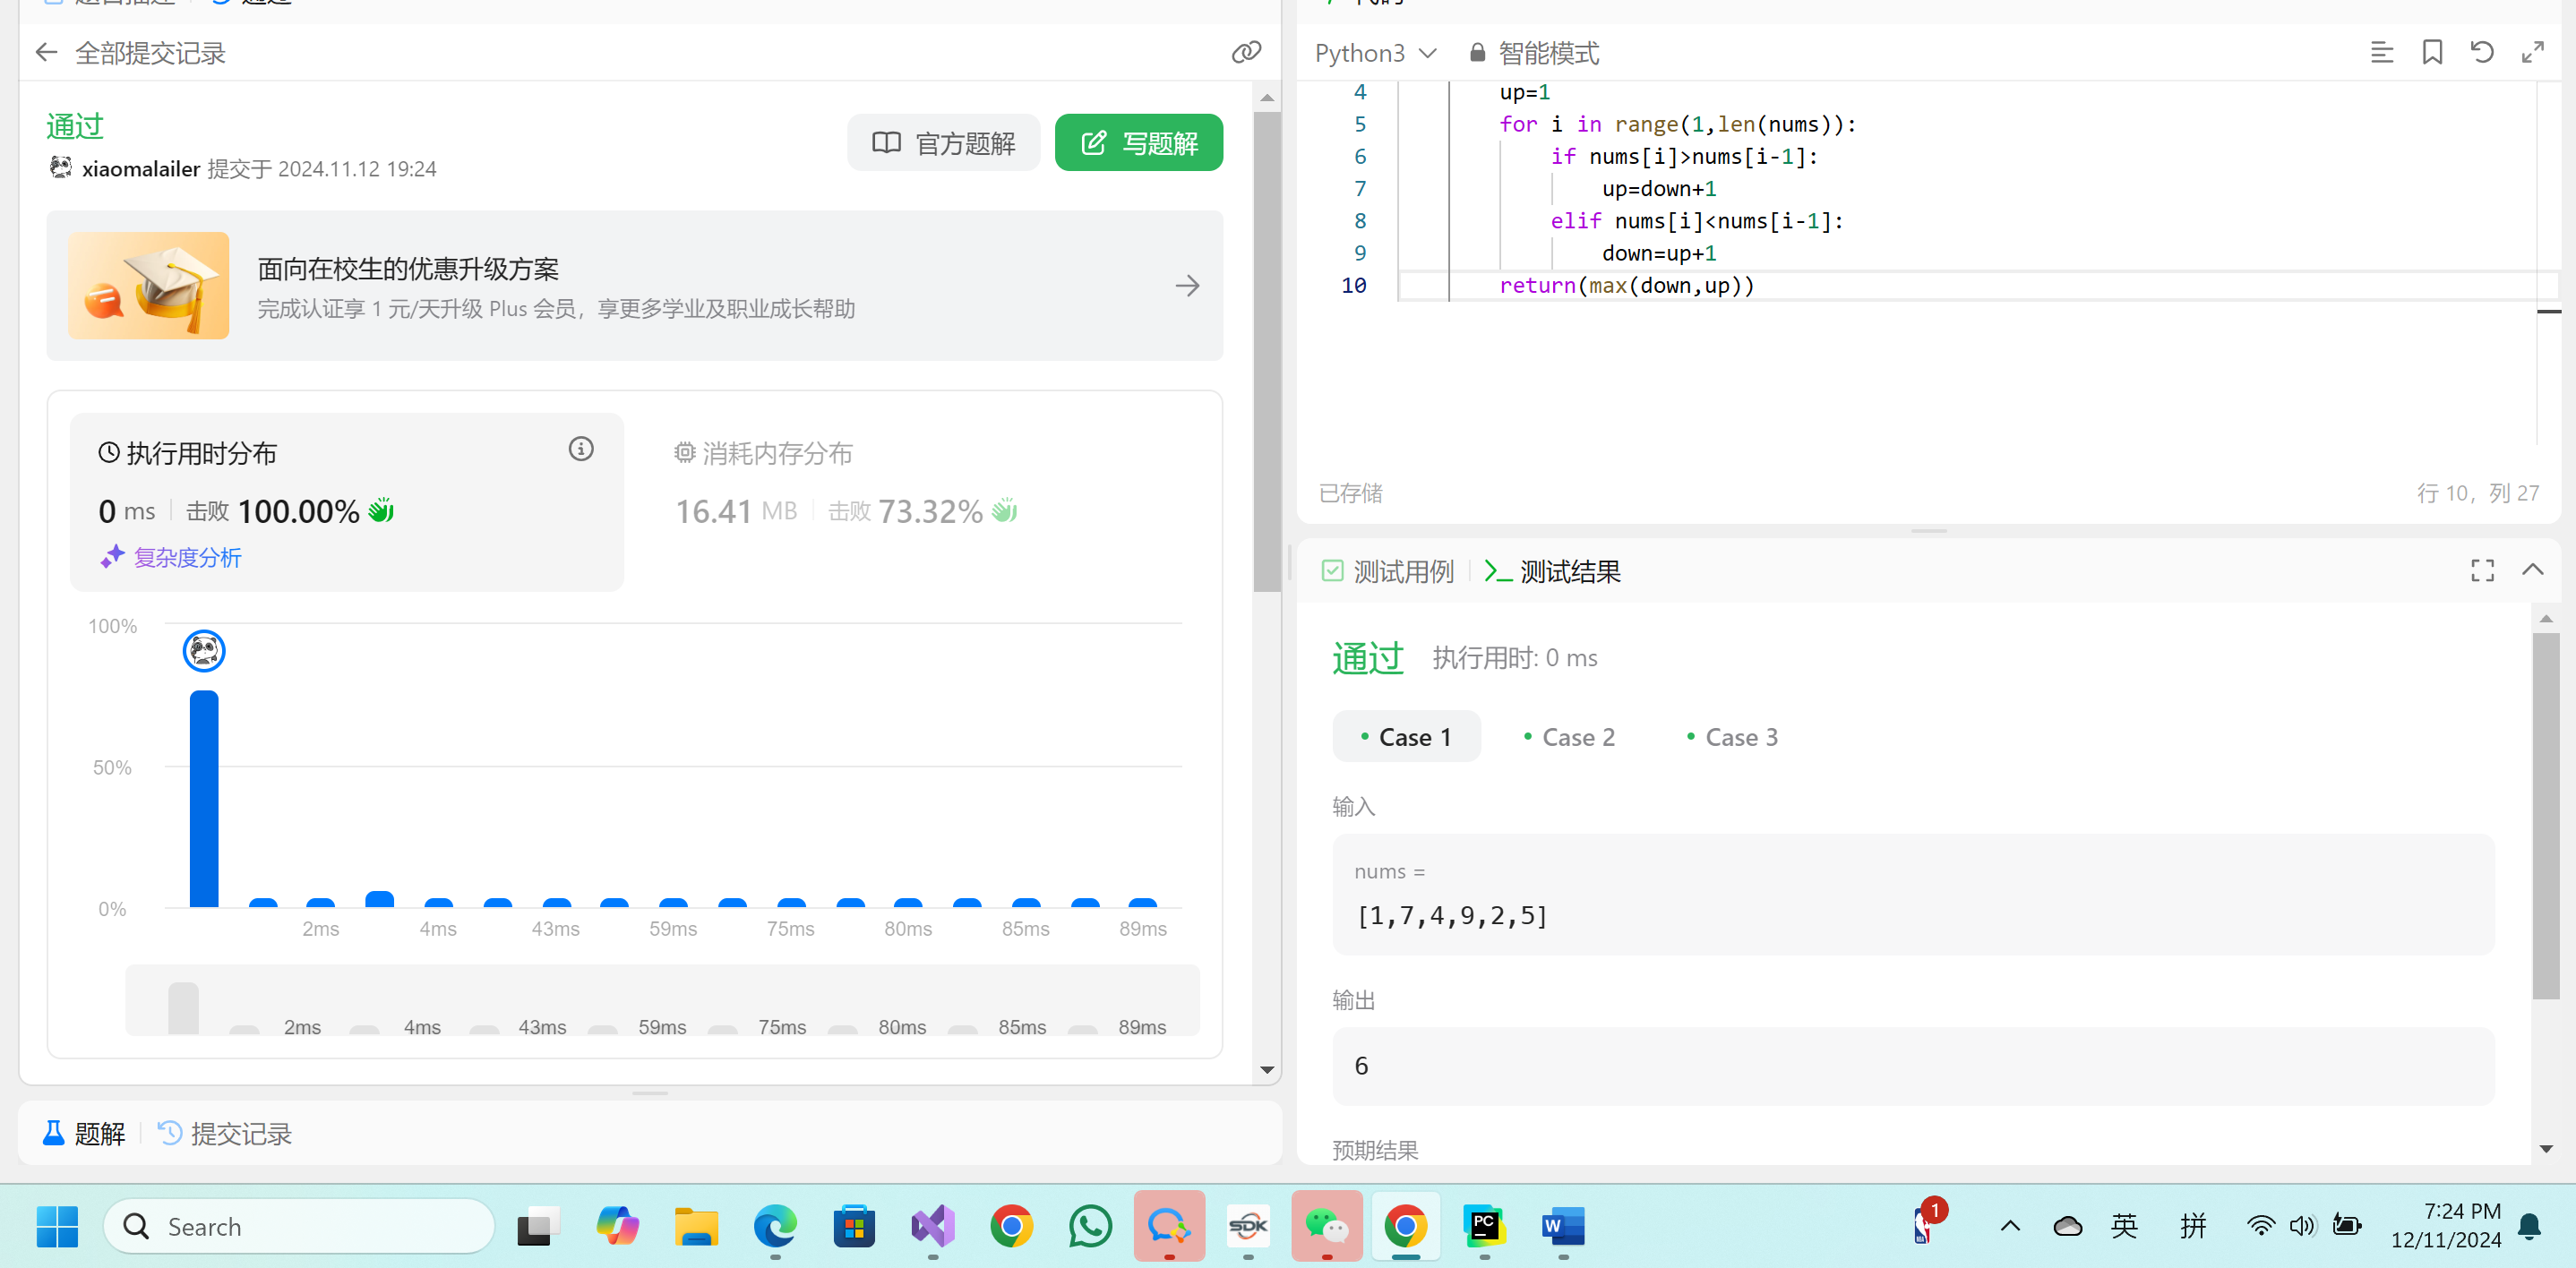 全部提交记录
通过
官方题解
写题解
xiaomalailer 提交于 2024.11.12 19:24
面向在校生的优惠升级方案
完成认证享 1 元/天升级 Plus 会员，享更多学业及职业成长帮助
执行用时分布
0 ms 击败 100.00%
复杂度分析
消耗内存分布
16.41 MB 击败 73.32%
100%
50%
0%
2ms 4ms 43ms 59ms 75ms 80ms 85ms 89ms
2ms 4ms 43ms 59ms 75ms 80ms 85ms 89ms
题解 提交记录
Python3 智能模式
4 up=1
5 for i in range(1,len(nums)):
6 if nums[i]>nums[i-1]:
7 up=down+1
8 elif nums[i]<nums[i-1]:
9 down=up+1
10 return(max(down,up))
已存储
行 10，列 27
测试用例 测试结果
通过 执行用时: 0 ms
Case 1 Case 2 Case 3
输入
nums =
[1,7,4,9,2,5]
输出
6
预期结果
Search
SDK
PC
W
1
英
拼
7:24 PM
12/11/2024